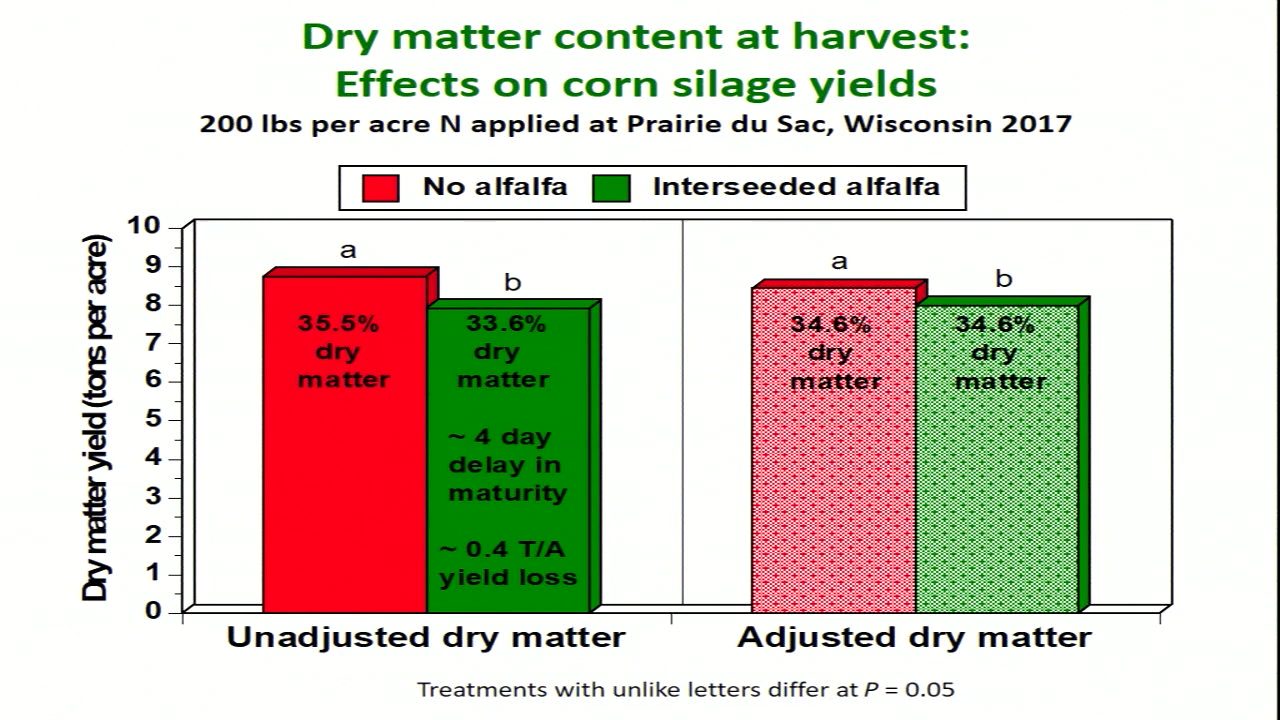 Dry matter content at harvest:
Effects on corn silage yields
200 lbs per acre N applied at Prairie du Sac, Wisconsin 2017
No alfalfa
Interseeded alfalfa
Dry matter yield (tons per acre)
10
9
8
7
6
5
4
3
2
1
0
a
35.5%
dry
matter
b
33.6%
dry
matter
~ 4 day
delay in
maturity
~ 0.4 T/A
yield loss
a
34.6%
dry
matter
b
34.6%
dry
matter
Unadjusted dry matter
Adjusted dry matter
Treatments with unlike letters differ at P = 0.05